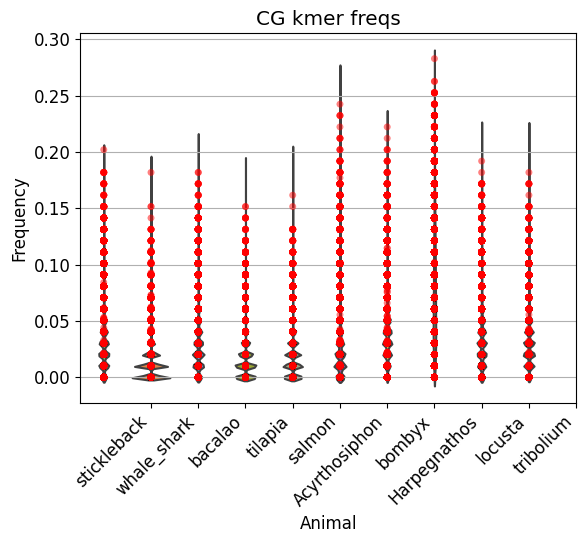 CG kmer freqs
Frequency
0.30
0.25
0.20
0.15
0.10
0.05
0.00
stickleback
whale_shark
bacalao
tilapia
salmon
Acyrthosiphon
bombyx
Harpegnathos
locusta
tribolium
Animal